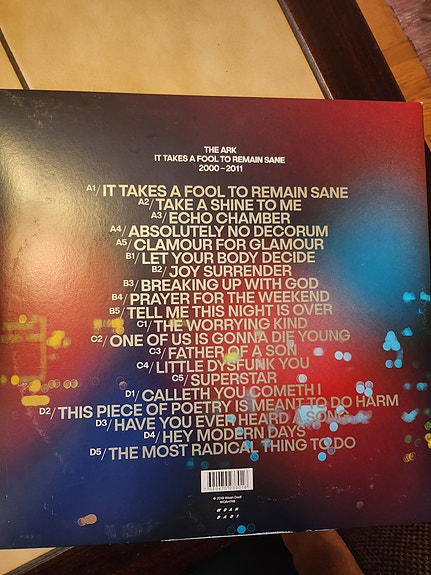 THE ARK
IT TAKES A FOOL TO REMAIN SANE
2000–2011
A1/ IT TAKES A FOOL TO REMAIN SANE
A2/ TAKE A SHINE TO ME
A3/ ECHO CHAMBER
A4/ ABSOLUTELY NO DECORUM
A5/ CLAMOUR FOR GLAMOUR
B1/ LET YOUR BODY DECIDE
B2/ JOY SURRENDER
B3/ BREAKING UP WITH GOD
B4/ PRAYER FOR THE WEEKEND
B5/ TELL ME THIS NIGHT IS OVER
C1/ THE WORRYING KIND
C2/ ONE OF US IS GONNA DIE YOUNG
C3/ FATHER OF A SON
C4/ LITTLE DYSFUNK YOU
C5/ SUPERSTAR
D1/ CALLETH YOU COMETH I
D2/ THIS PIECE OF POETRY IS MEANT TO DO HARM
D3/ HAVE YOU EVER HEARD A SONG
D4/ HEY MODERN DAYS
D5/ THE MOST RADICAL THING TO DO
WOAH
DAD!